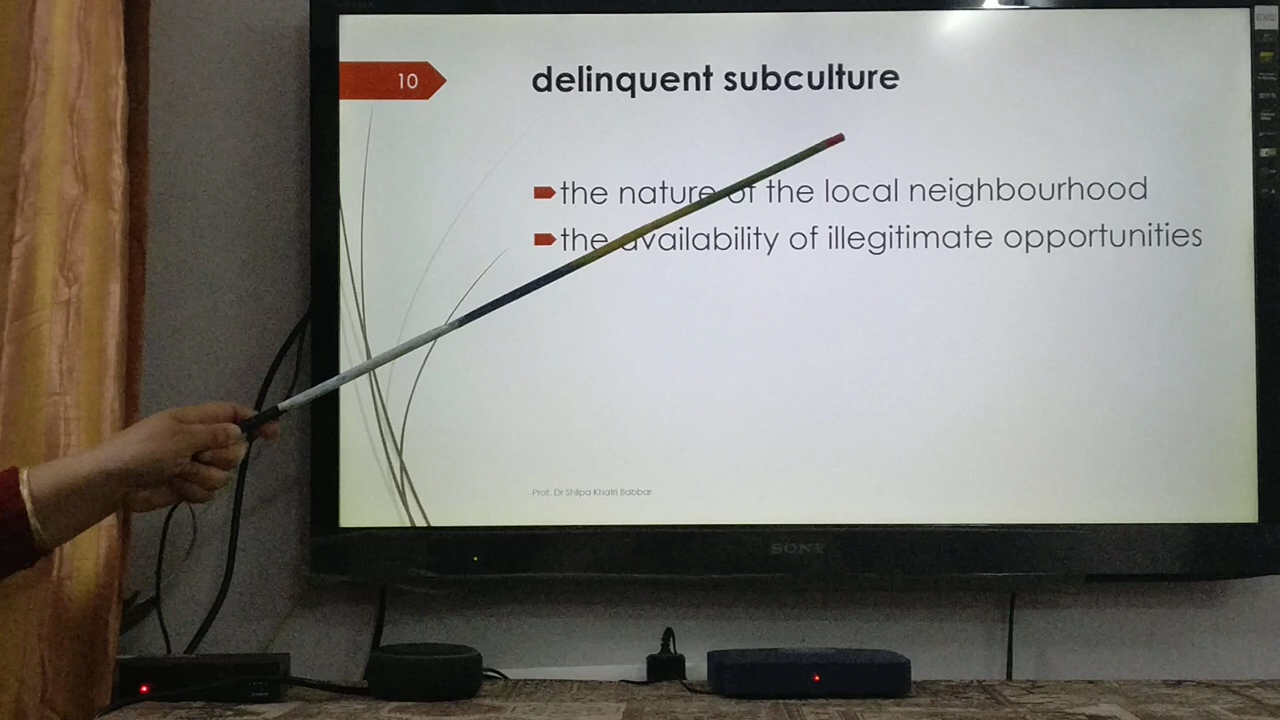 10
delinquent subculture
the nature of the local neighbourhood
the availability of illegitimate opportunities
Prof. Dr Shilpa Khatri Babbar
SONY